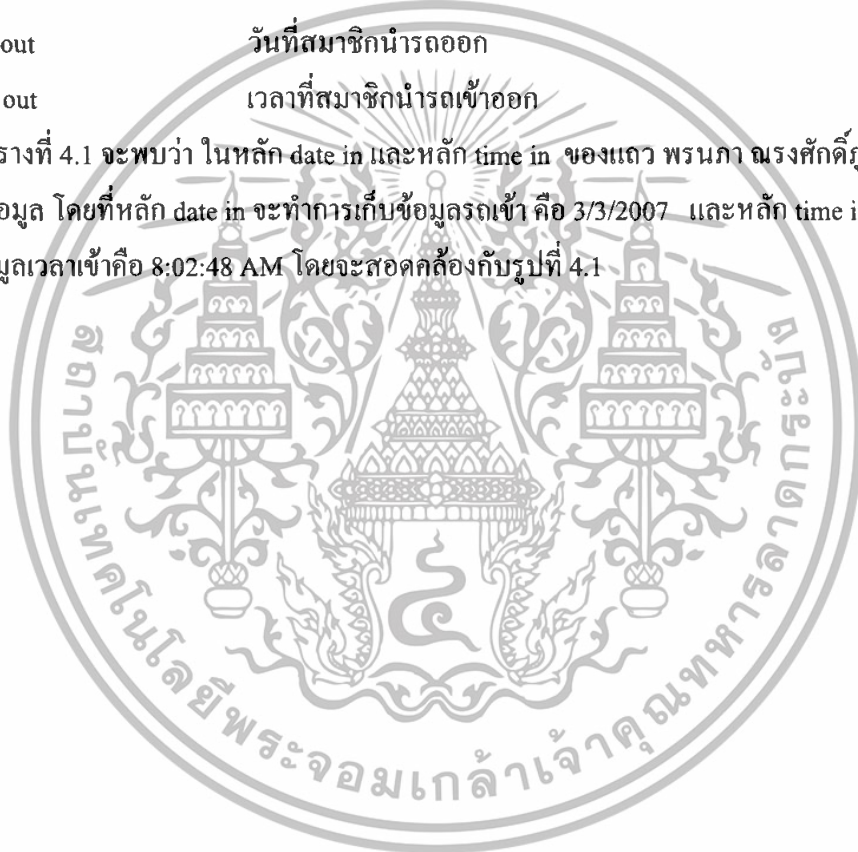 out วันที่สมาชิกนำรถออก
out เวลาที่สมาชิกนำรถเข้าออก
รางที่ 4.1 จะพบว่า ในหลัก date in และหลัก time in ของแถว พรนภา ณรงศักดิ์ภู
อมูล โดยที่หลัก date in จะทำการเก็บข้อมูลรถเข้า คือ 3/3/2007 และหลัก time i
มูลเวลาเข้าคือ 8:02:48 AM โดยจะสอดคล้องกับรูปที่ 4.1
สถาบันเทคโนโลยีพระจอมเกล้าเจ้าคุณทหารลาดกระบัง
๔